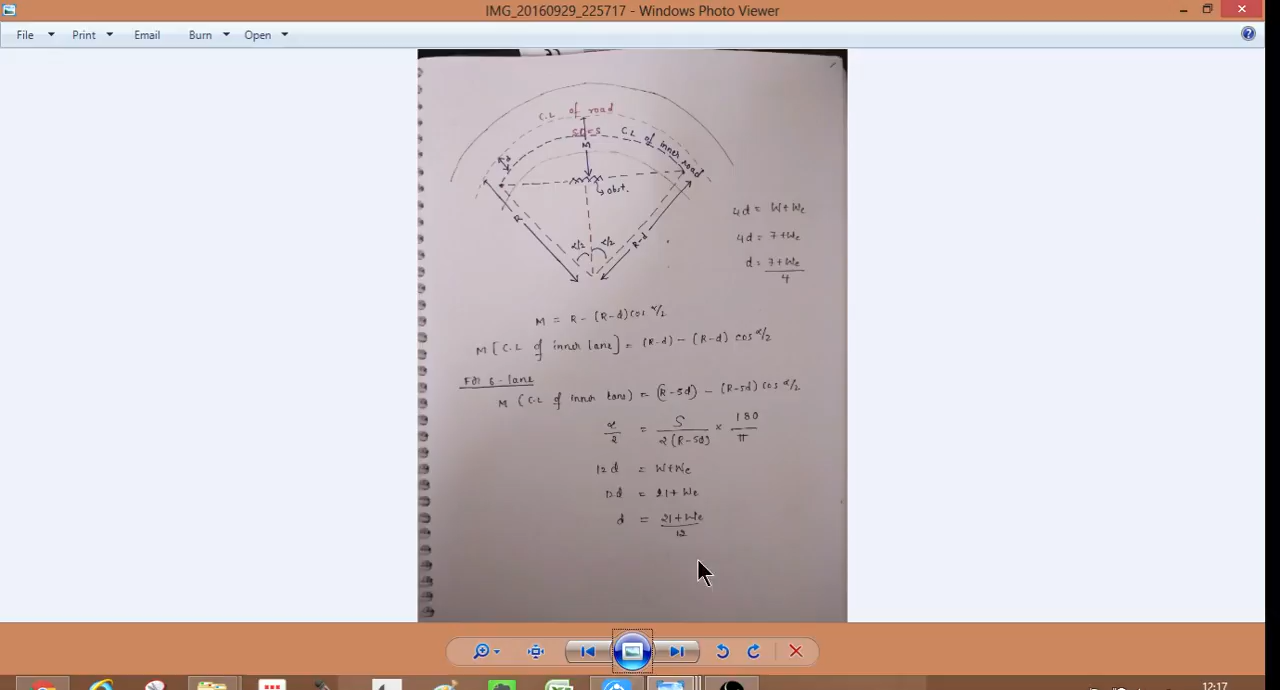 IMG_20160929_225717 - Windows Photo Viewer
File Print Email Burn Open
C.L of road
SD=S C.L of inner road
M
d
obst.
R
α/2 α/2
R-d
4d = W+We
4d = 7+We
d = 7+We
4
M = R - (R-d) cos α/2
M [C.L of inner lane] = (R-d) - (R-d) cos α/2
For 6-lane
M (C.L of inner lane) = (R-5d) - (R-5d) cos α/2
α/2 = S/2(R-5d) × 180/π
12d = W+We
12d = 21+We
d = 21+We
12
12:17